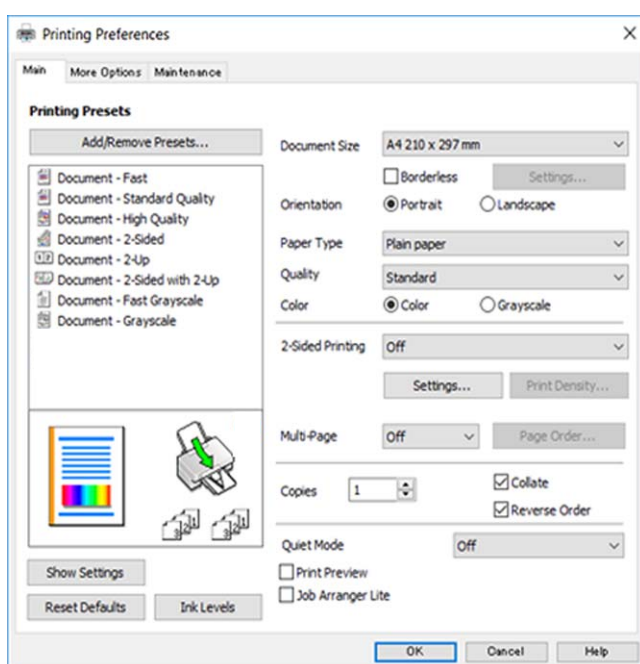 Printing Preferences
Main More Options Maintenance
Printing Presets
Add/Remove Presets...
Document - Fast
Document - Standard Quality
Document - High Quality
Document - 2-Sided
Document - 2-Up
Document - 2-Sided with 2-Up
Document - Fast Grayscale
Document - Grayscale
Show Settings
Reset Defaults Ink Levels
Document Size A4 210 x 297 mm
Borderless Settings...
Orientation Portrait Landscape
Paper Type Plain paper
Quality Standard
Color Color Grayscale
2-Sided Printing Off
Settings... Print Density...
Multi-Page Off Page Order...
Copies 1 Collate
Reverse Order
Quiet Mode Off
Print Preview
Job Arranger Lite
OK Cancel Help